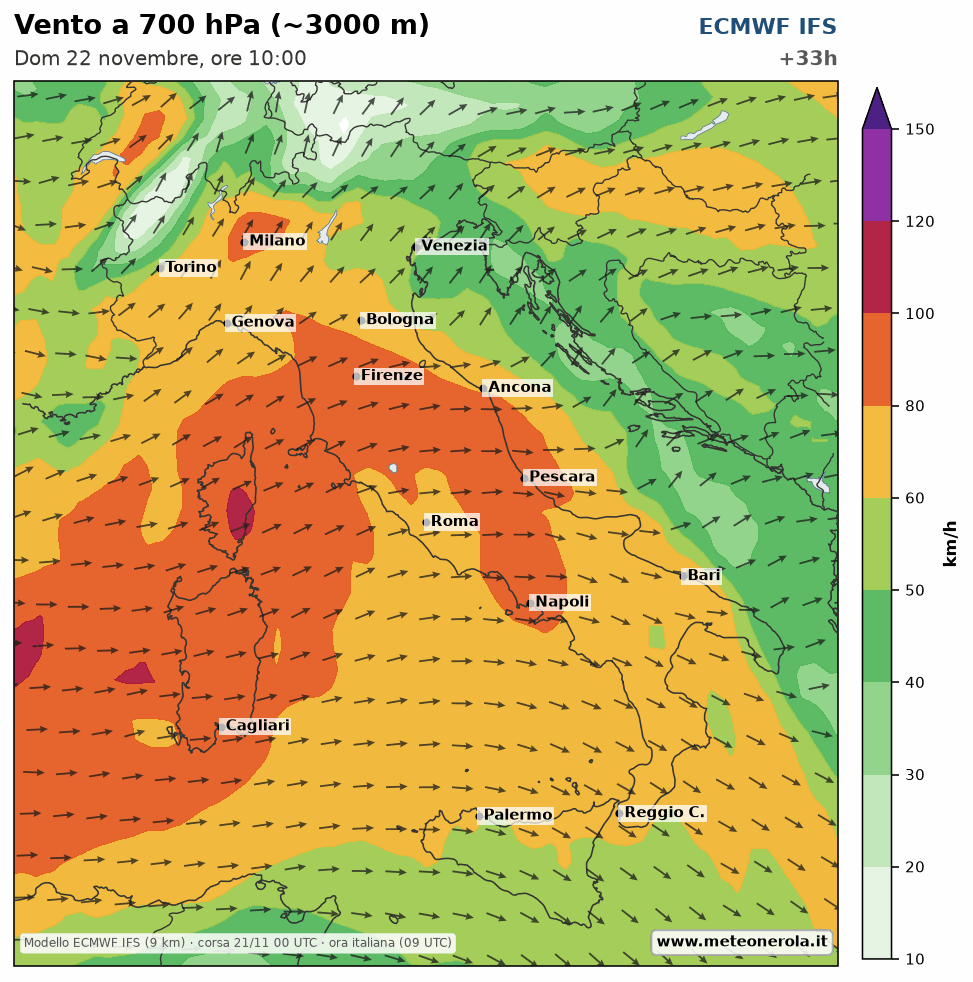 Vento a 700 hPa (~3000 m)
ECMWF IFS
Dom 22 novembre, ore 10:00
+33h
Milano
Venezia
Torino
Genova
Bologna
Firenze
Ancona
Pescara
Roma
Bari
Napoli
Cagliari
Palermo
Reggio C.
150
120
100
80
60
50
40
30
20
10
km/h
Modello ECMWF IFS (9 km) · corsa 21/11 00 UTC · ora italiana (09 UTC)
www.meteonerola.it